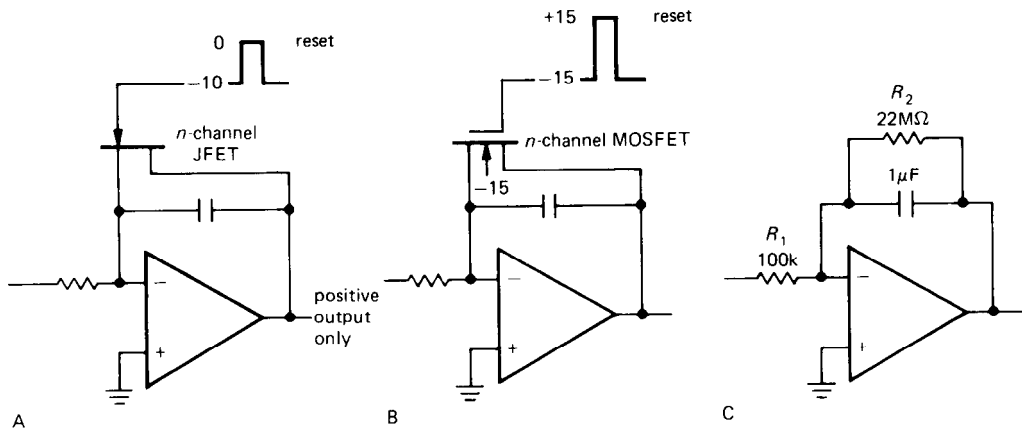 0
reset
−10
n-channel
JFET
−
+
positive
output
only
A
+15
reset
−15
n-channel MOSFET
−15
−
+
B
R2
22MΩ
1μF
R1
100k
−
+
C